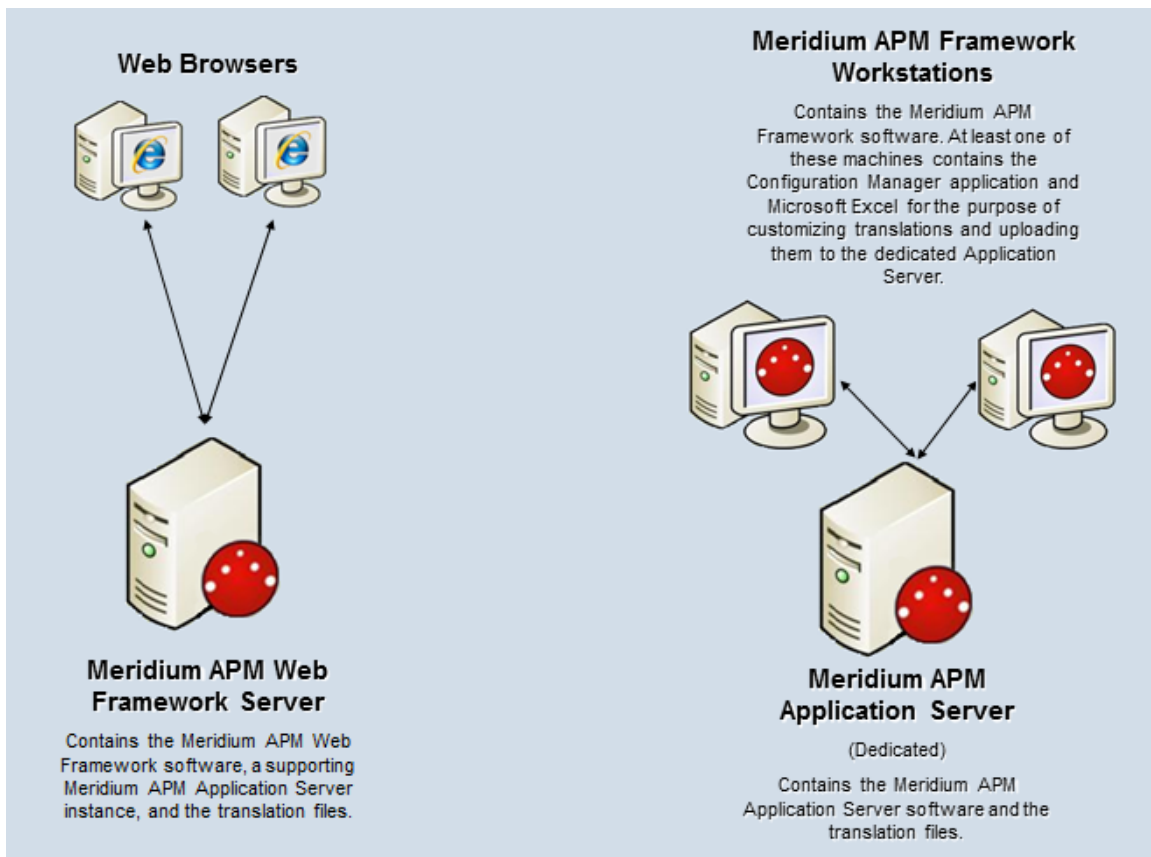 Web Browsers
Meridium APM Framework
Workstations
Contains the Meridium APM
Framework software. At least one of
these machines contains the
Configuration Manager application and
Microsoft Excel for the purpose of
customizing translations and uploading
them to the dedicated Application
Server.
Meridium APM Web
Framework Server
Contains the Meridium APM Web
Framework software, a supporting
Meridium APM Application Server
instance, and the translation files.
Meridium APM
Application Server
(Dedicated)
Contains the Meridium APM
Application Server software and the
translation files.